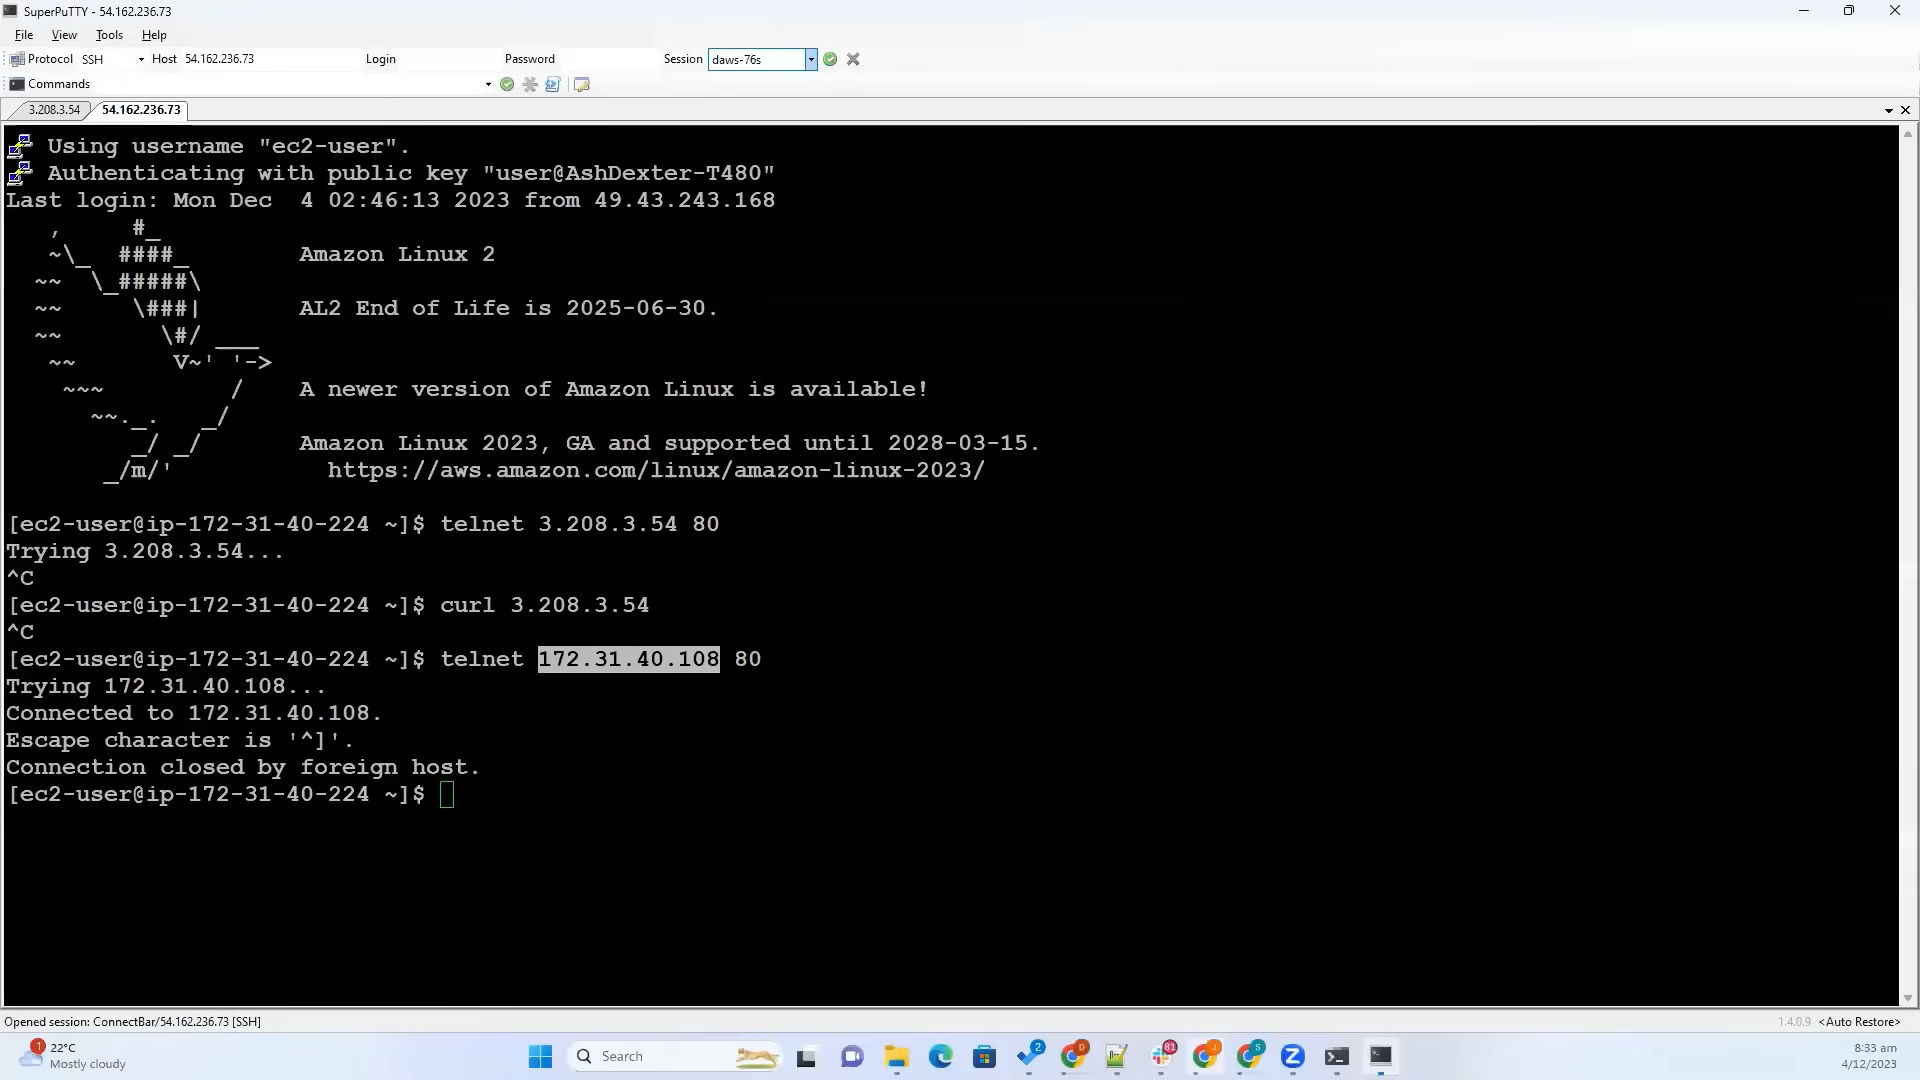 SuperPuTTY - 54.162.236.73
File View Tools Help
Protocol SSH Host 54.162.236.73 Login Password Session daws-76s
Commands
3.208.3.54 54.162.236.73
Using username "ec2-user".
Authenticating with public key "user@AshDexter-T480"
Last login: Mon Dec  4 02:46:13 2023 from 49.43.243.168
   ,     #_
   ~\_  ####_        Amazon Linux 2
  ~~  \_#####\
  ~~     \###|       AL2 End of Life is 2025-06-30.
  ~~       \#/ ___
   ~~       V~' '->
    ~~~         /    A newer version of Amazon Linux is available!
      ~~._.   _/
         _/ _/       Amazon Linux 2023, GA and supported until 2028-03-15.
       _/m/'           https://aws.amazon.com/linux/amazon-linux-2023/
[ec2-user@ip-172-31-40-224 ~]$ telnet 3.208.3.54 80
Trying 3.208.3.54...
^C
[ec2-user@ip-172-31-40-224 ~]$ curl 3.208.3.54
^C
[ec2-user@ip-172-31-40-224 ~]$ telnet 172.31.40.108 80
Trying 172.31.40.108...
Connected to 172.31.40.108.
Escape character is '^]'.
Connection closed by foreign host.
[ec2-user@ip-172-31-40-224 ~]$
Opened session: ConnectBar/54.162.236.73 [SSH] 1.4.0.9 <Auto Restore>
1 22°C
Mostly cloudy
Search
2 D 81 J S
8:33 am
4/12/2023